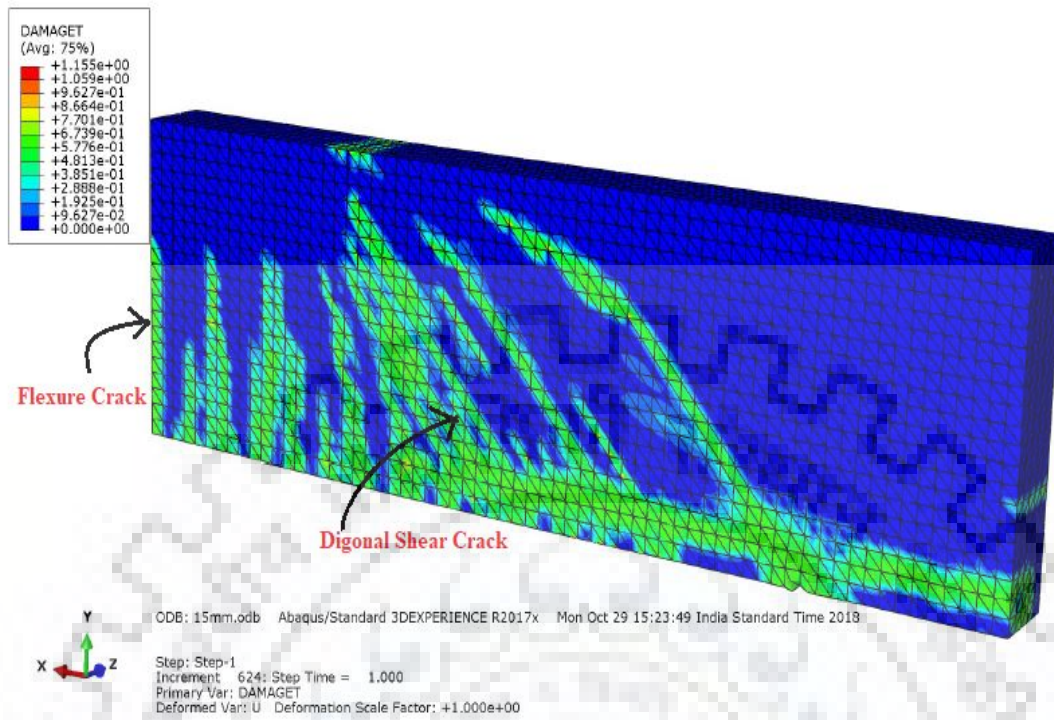 DAMAGET
(Avg: 75%)
+1.155e+00
+1.059e+00
+9.627e-01
+8.664e-01
+7.701e-01
+6.739e-01
+5.776e-01
+4.813e-01
+3.851e-01
+2.888e-01
+1.925e-01
+9.627e-02
+0.000e+00
Flexure Crack
Digonal Shear Crack
Y
X
Z
ODB: 15mm.odb Abaqus/Standard 3DEXPERIENCE R2017x Mon Oct 29 15:23:49 India Standard Time 2018
Step: Step-1
Increment 624: Step Time = 1.000
Primary Var: DAMAGET
Deformed Var: U Deformation Scale Factor: +1.000e+00